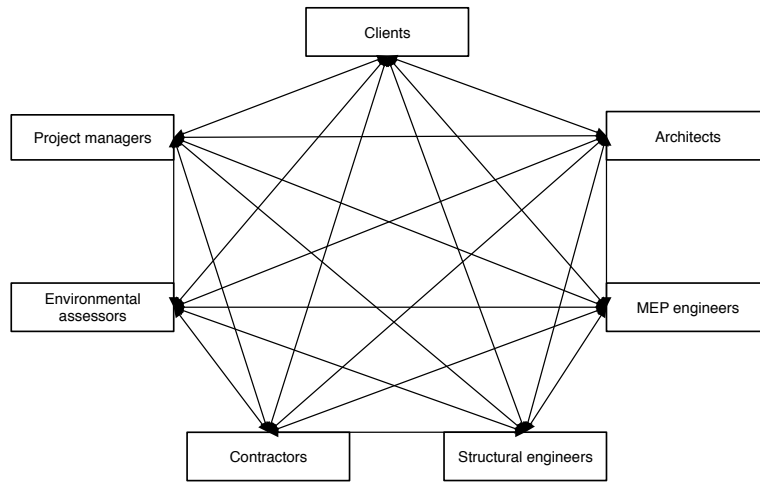 Clients
Project managers
Architects
Environmental
assessors
MEP engineers
Contractors
Structural engineers